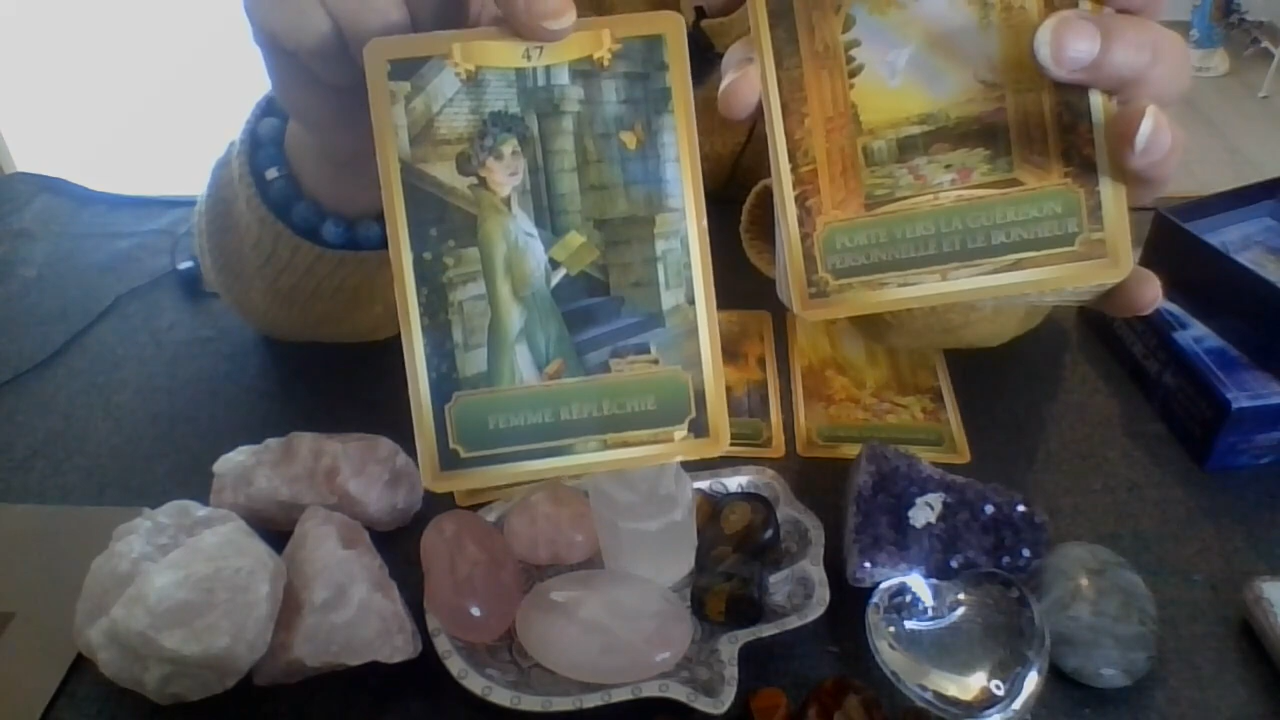 47
FEMME RÉFLÉCHIE
PORTE VERS LA GUÉRISON
PERSONNELLE ET LE BONHEUR